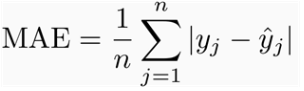 MAE = \frac{1}{n} \sum_{j=1}^{n} |y_j - \hat{y}_j|